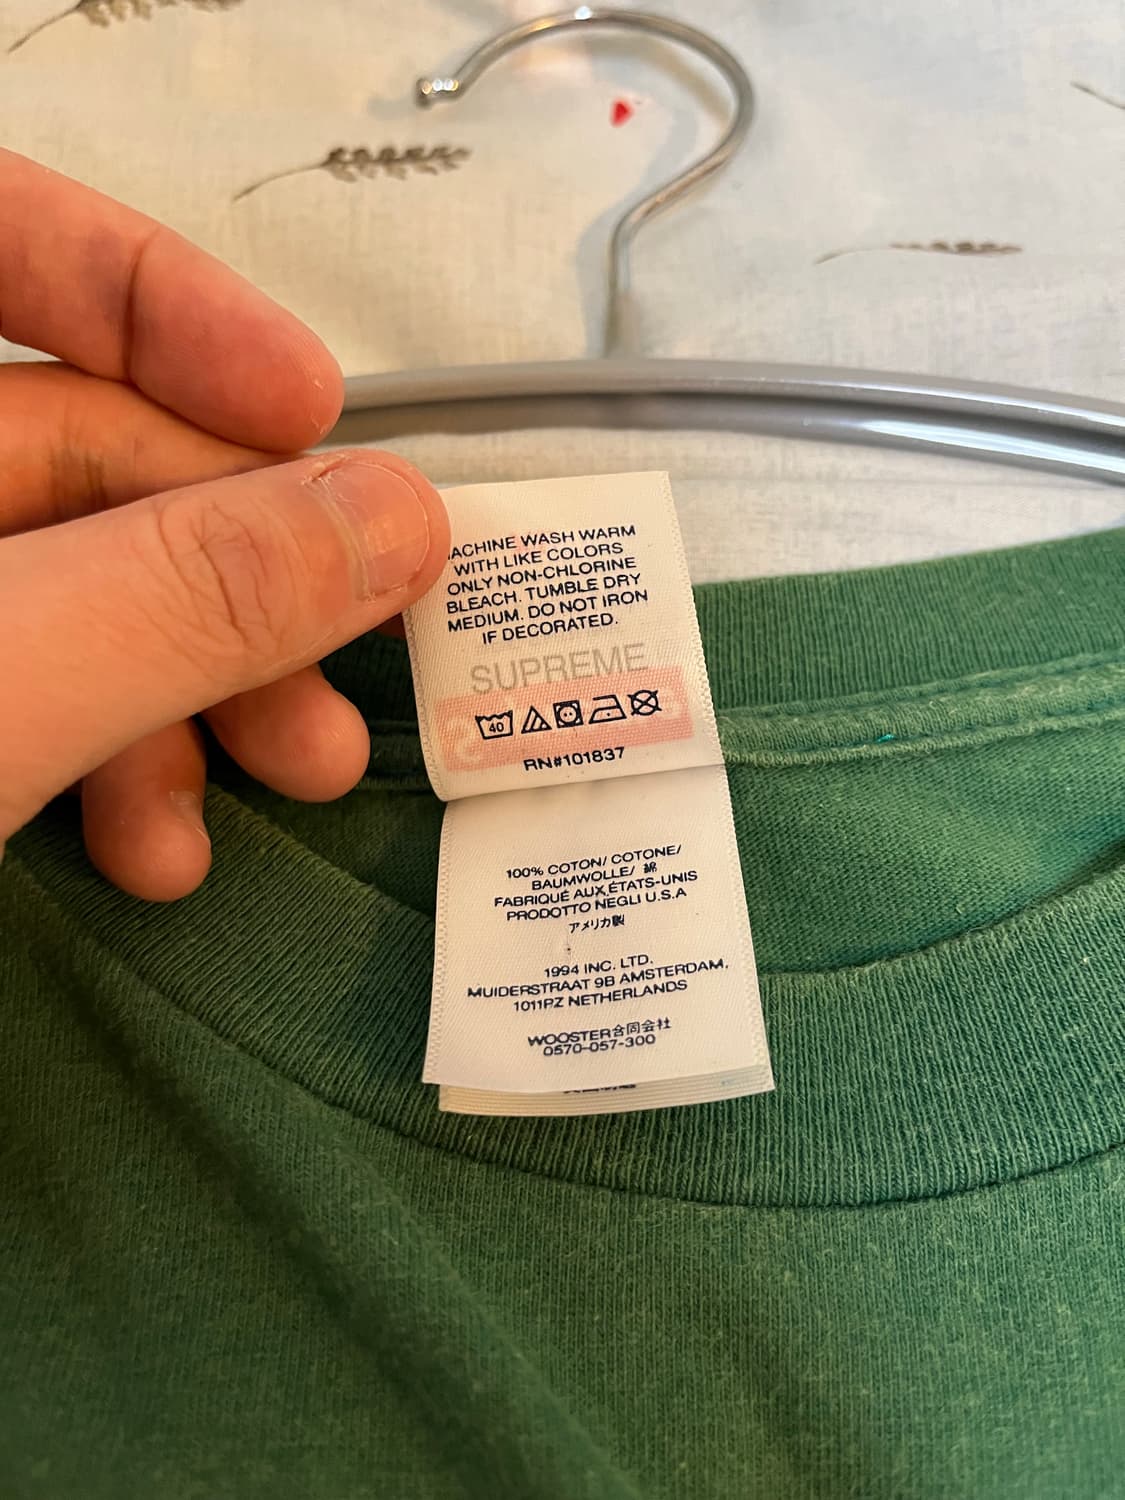 MACHINE WASH WARM
WITH LIKE COLORS
ONLY NON-CHLORINE
BLEACH. TUMBLE DRY
MEDIUM. DO NOT IRON
IF DECORATED.
SUPREME
40
RN#101837
100% COTON/ COTONE/
BAUMWOLLE/ 綿
FABRIQUÉ AUX ÉTATS-UNIS
PRODOTTO NEGLI U.S.A
アメリカ製
1994 INC. LTD.
MUIDERSTRAAT 9B AMSTERDAM,
1011PZ NETHERLANDS
WOOSTER合同会社
0570-057-300